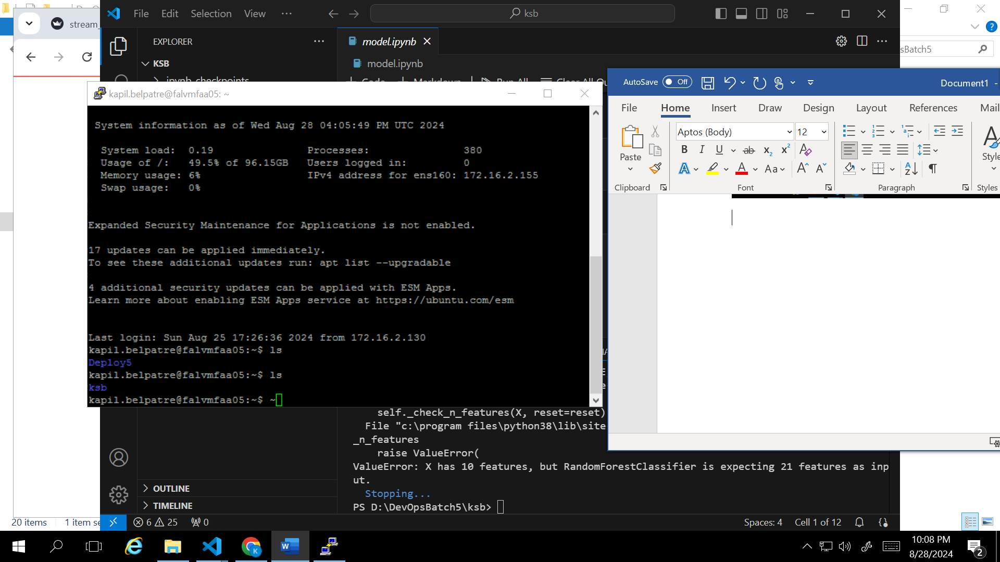 stream_
File Edit Selection View
ksb
EXPLORER
KSB
.ipynb_checkpoints
model.ipynb
model.ipynb
Code Markdown Run All Clear All Ou
sBatch5
kapil.belpatre@falvmfaa05: ~
System information as of Wed Aug 28 04:05:49 PM UTC 2024
System load: 0.19 Processes: 380
Usage of /: 49.5% of 96.15GB Users logged in: 0
Memory usage: 6% IPv4 address for ens160: 172.16.2.155
Swap usage: 0%
Expanded Security Maintenance for Applications is not enabled.
17 updates can be applied immediately.
To see these additional updates run: apt list --upgradable
4 additional security updates can be applied with ESM Apps.
Learn more about enabling ESM Apps service at https://ubuntu.com/esm
Last login: Sun Aug 25 17:26:36 2024 from 172.16.2.130
kapil.belpatre@falvmfaa05:~$ ls
Deploy5
kapil.belpatre@falvmfaa05:~$ ls
ksb
kapil.belpatre@falvmfaa05:~$ ~
AutoSave Off Document1 -
File Home Insert Draw Design Layout References Mail
Paste
Aptos (Body) 12
Clipboard Font Paragraph Styles
Style
self._check_n_features(X, reset=reset)
File "c:\program files\python38\lib\site
_n_features
raise ValueError(
ValueError: X has 10 features, but RandomForestClassifier is expecting 21 features as inp
ut.
Stopping...
PS D:\DevOpsBatch5\ksb>
OUTLINE
TIMELINE
20 items 1 item se
6 25 0
Spaces: 4 Cell 1 of 12
10:08 PM
8/28/2024
2